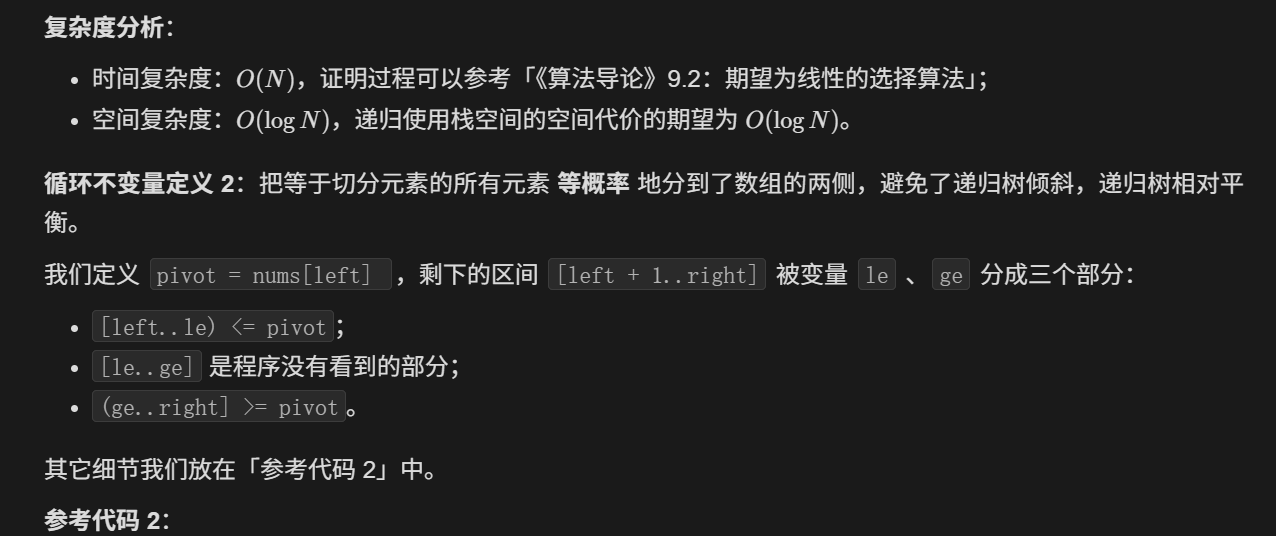 复杂度分析：
• 时间复杂度：O(N)，证明过程可以参考「《算法导论》9.2：期望为线性的选择算法」；
• 空间复杂度：O(log N)，递归使用栈空间的空间代价的期望为 O(log N)。
循环不变量定义 2：把等于切分元素的所有元素 等概率 地分到了数组的两侧，避免了递归树倾斜，递归树相对平
衡。
我们定义 pivot = nums[left] ，剩下的区间 [left + 1..right] 被变量 le 、 ge 分成三个部分：
• [left..le) <= pivot；
• [le..ge] 是程序没有看到的部分；
• (ge..right] >= pivot。
其它细节我们放在「参考代码 2」中。
参考代码 2：